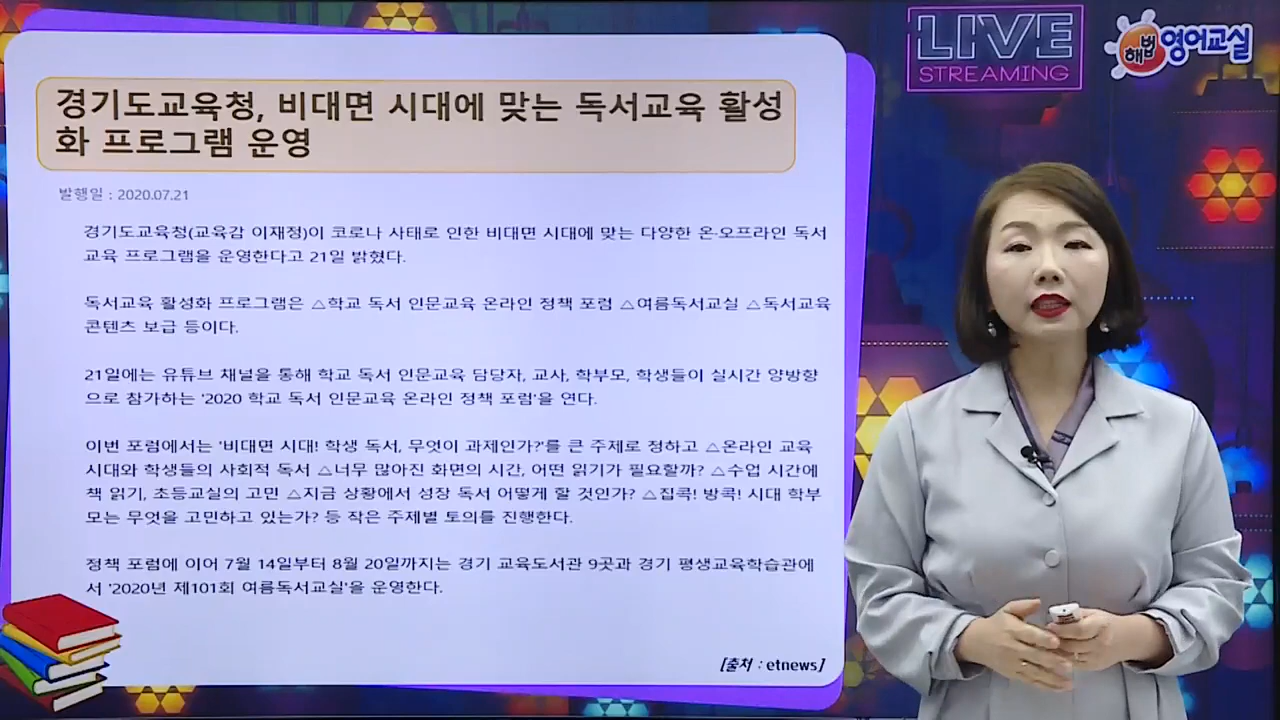 경기도교육청, 비대면 시대에 맞는 독서교육 활성
화 프로그램 운영
발행일 : 2020.07.21
경기도교육청(교육감 이재정)이 코로나 사태로 인한 비대면 시대에 맞는 다양한 온·오프라인 독서
교육 프로그램을 운영한다고 21일 밝혔다.
독서교육 활성화 프로그램은 △학교 독서 인문교육 온라인 정책 포럼 △여름독서교실 △독서교육
콘텐츠 보급 등이다.
21일에는 유튜브 채널을 통해 학교 독서 인문교육 담당자, 교사, 학부모, 학생들이 실시간 양방향
으로 참가하는 '2020 학교 독서 인문교육 온라인 정책 포럼'을 연다.
이번 포럼에서는 '비대면 시대! 학생 독서, 무엇이 과제인가?'를 큰 주제로 정하고 △온라인 교육
시대와 학생들의 사회적 독서 △너무 많아진 화면의 시간, 어떤 읽기가 필요할까? △수업 시간에
책 읽기, 초등교실의 고민 △지금 상황에서 성장 독서 어떻게 할 것인가? △집콕! 방콕! 시대 학부
모는 무엇을 고민하고 있는가? 등 작은 주제별 토의를 진행한다.
정책 포럼에 이어 7월 14일부터 8월 20일까지는 경기 교육도서관 9곳과 경기 평생교육학습관에
서 '2020년 제101회 여름독서교실'을 운영한다.
[출처 : etnews]
LIVE
STREAMING
해법영어교실